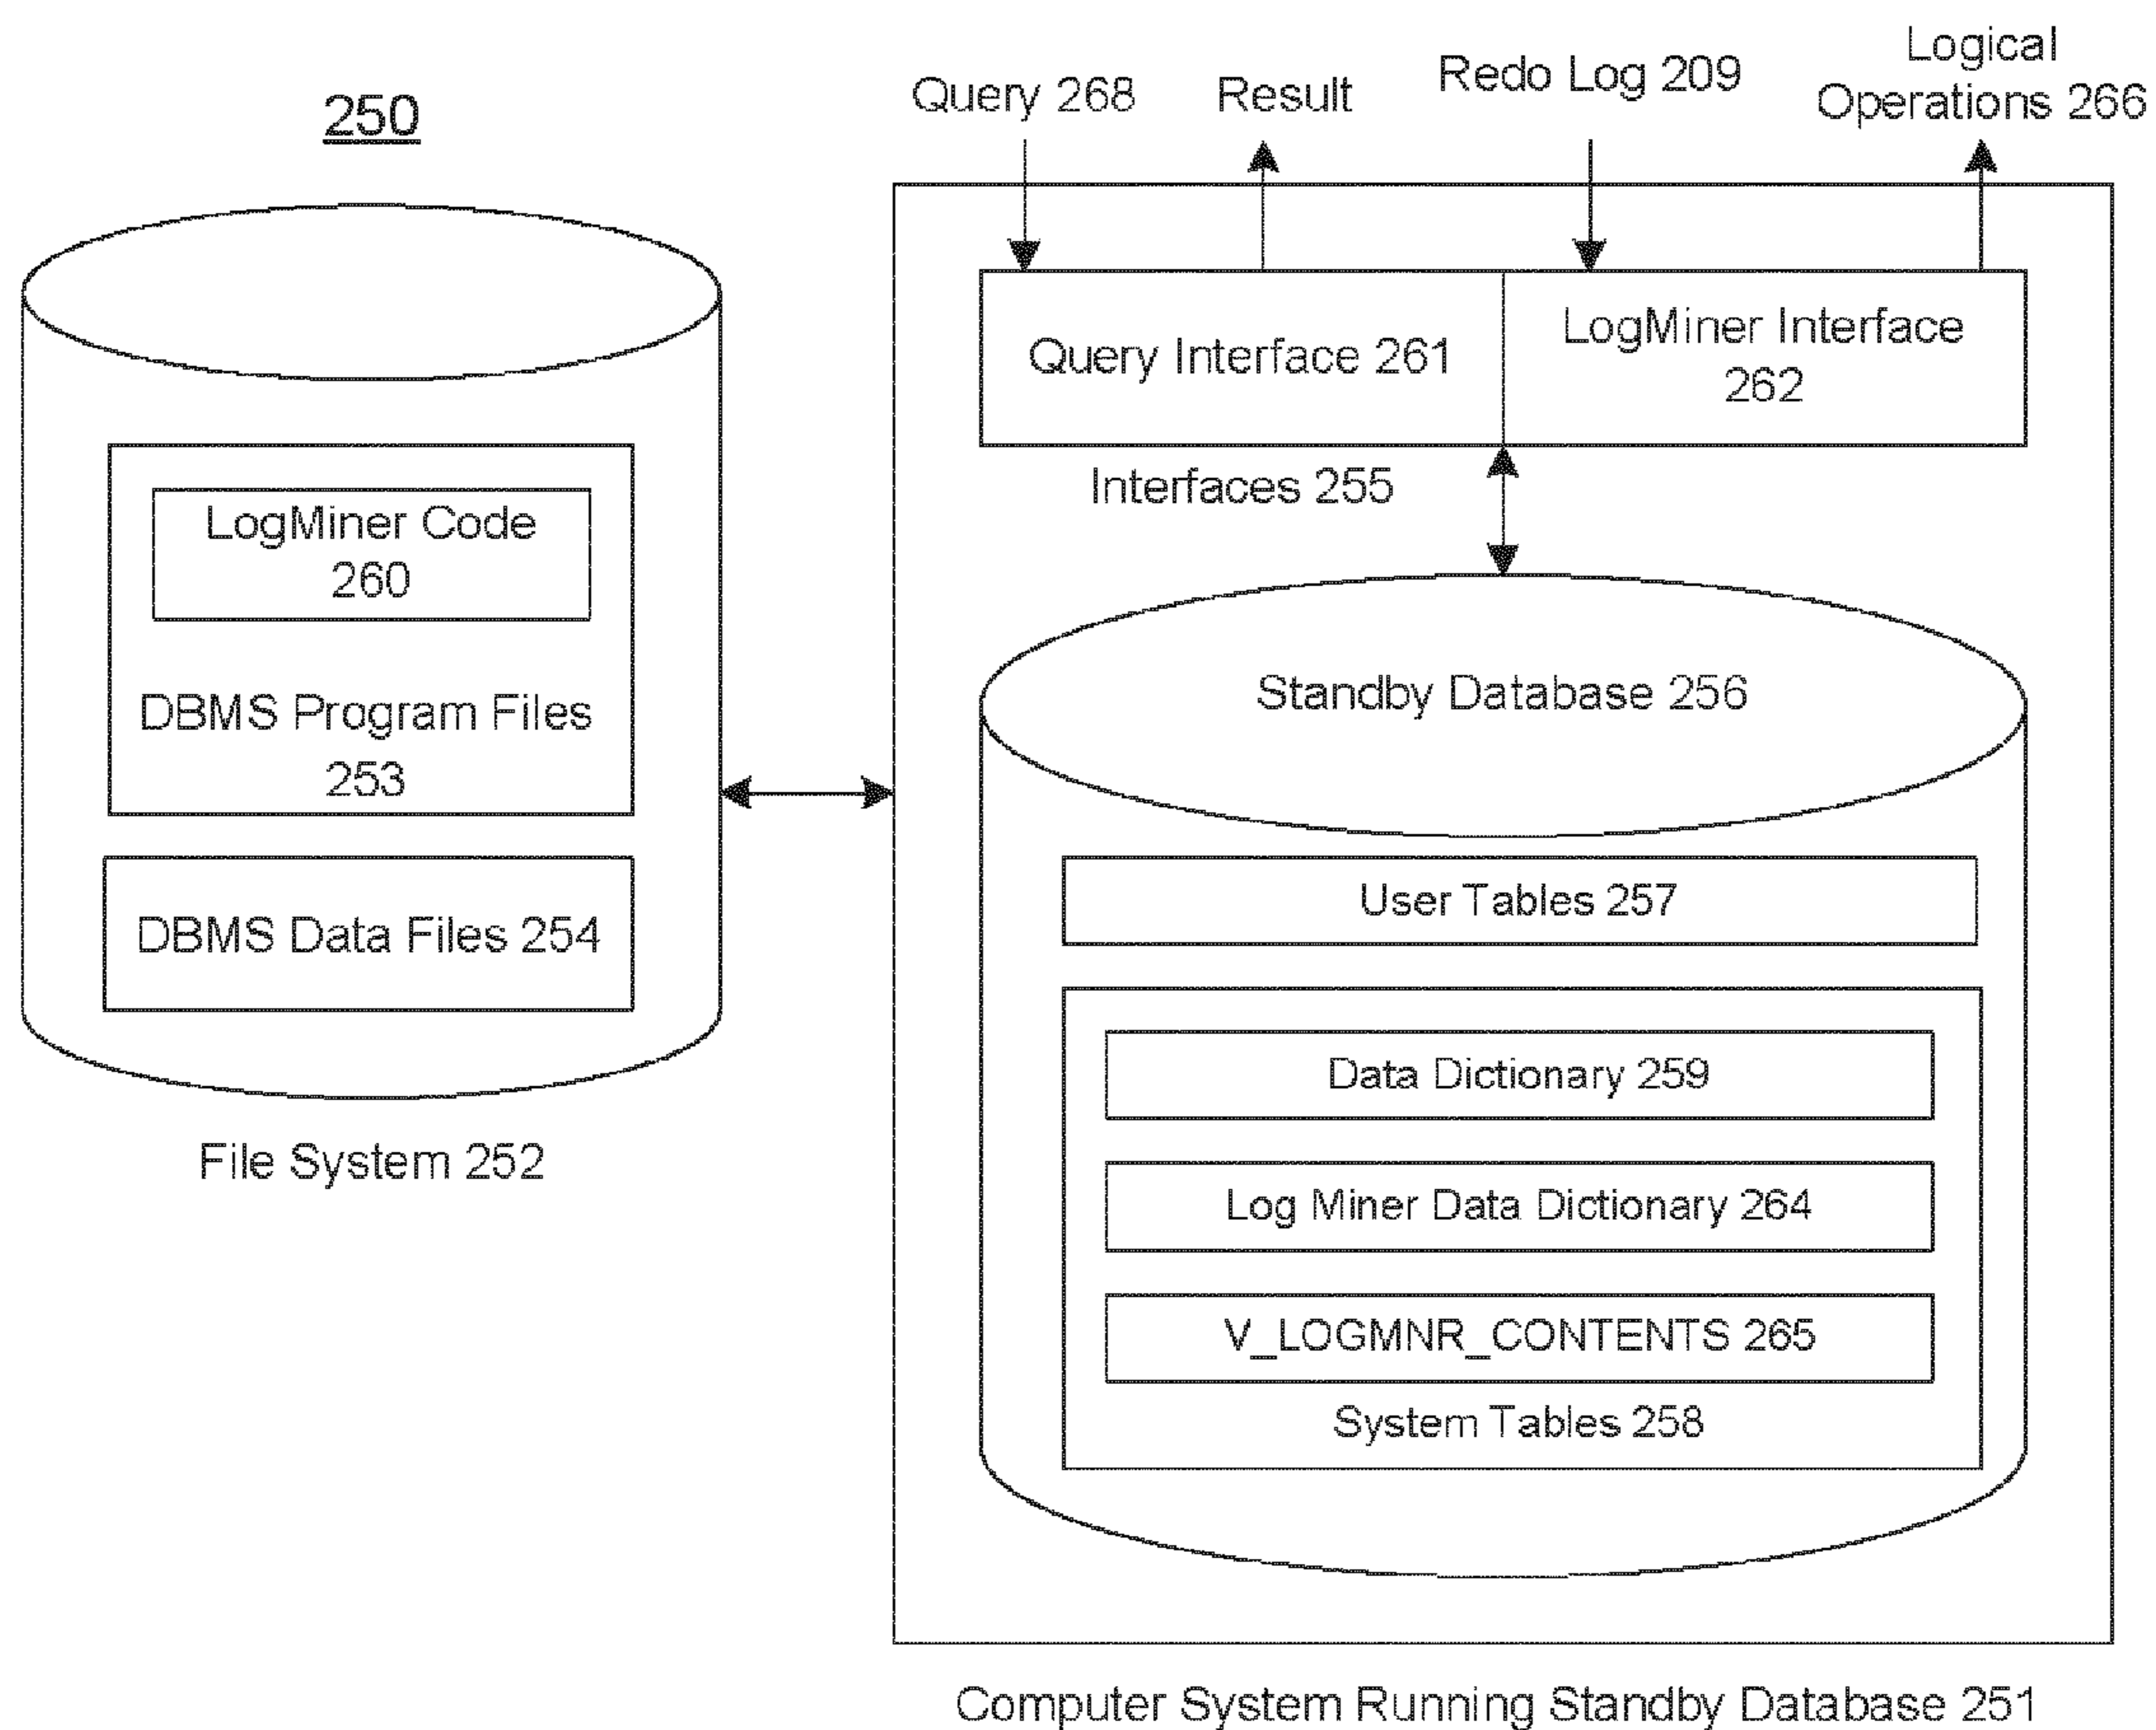 250
Query 268
Result
Redo Log 209
Logical
Operations 266
Query Interface 261
LogMiner Interface
262
Interfaces 255
LogMiner Code
260
DBMS Program Files
253
DBMS Data Files 254
File System 252
Standby Database 256
User Tables 257
Data Dictionary 259
Log Miner Data Dictionary 264
V_LOGMNR_CONTENTS 265
System Tables 258
Computer System Running Standby Database 251